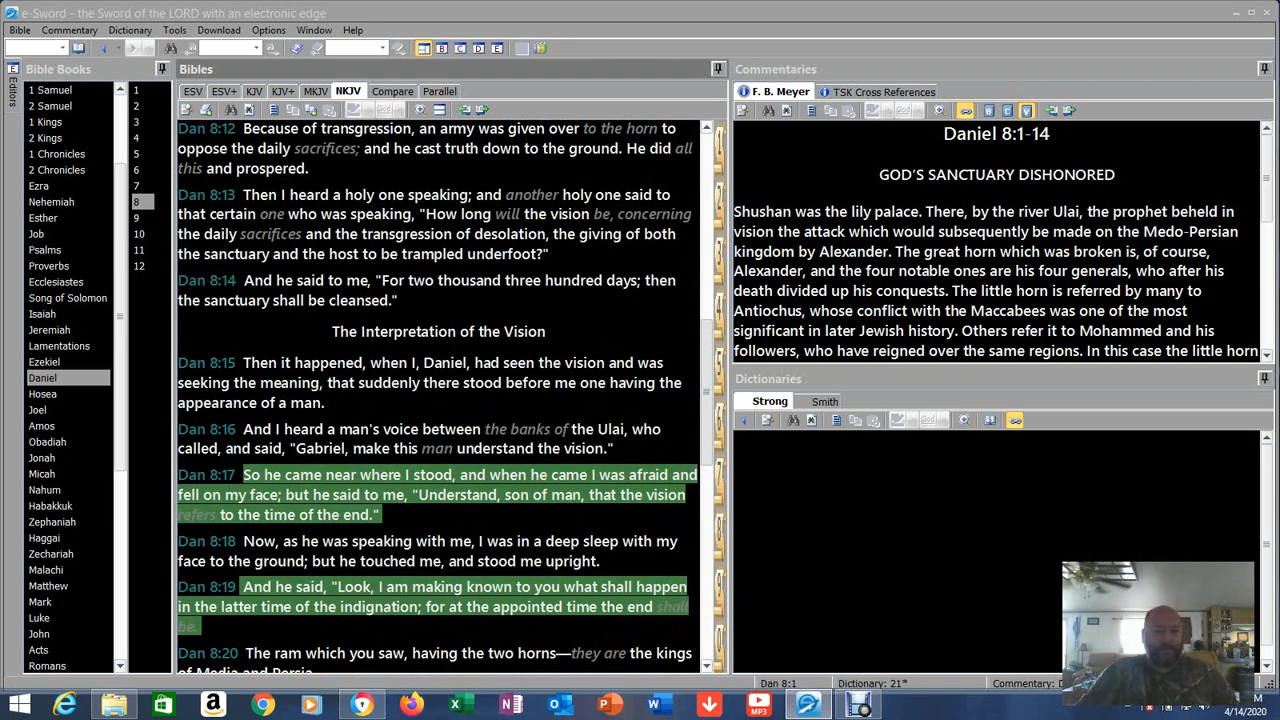 e-Sword - the Sword of the LORD with an electronic edge
Bible Commentary Dictionary Tools Download Options Window Help
B C D E
Editors
Bible Books
1 Samuel
2 Samuel
1 Kings
2 Kings
1 Chronicles
2 Chronicles
Ezra
Nehemiah
Esther
Job
Psalms
Proverbs
Ecclesiastes
Song of Solomon
Isaiah
Jeremiah
Lamentations
Ezekiel
Daniel
Hosea
Joel
Amos
Obadiah
Jonah
Micah
Nahum
Habakkuk
Zephaniah
Haggai
Zechariah
Malachi
Matthew
Mark
Luke
John
Acts
Romans
1
2
3
4
5
6
7
8
9
10
11
12
Bibles
ESV ESV+ KJV KJV+ MKJV NKJV Compare Parallel
Dan 8:12 Because of transgression, an army was given over to the horn to
oppose the daily sacrifices; and he cast truth down to the ground. He did all
this and prospered.
Dan 8:13 Then I heard a holy one speaking; and another holy one said to
that certain one who was speaking, "How long will the vision be, concerning
the daily sacrifices and the transgression of desolation, the giving of both
the sanctuary and the host to be trampled underfoot?"
Dan 8:14 And he said to me, "For two thousand three hundred days; then
the sanctuary shall be cleansed."
The Interpretation of the Vision
Dan 8:15 Then it happened, when I, Daniel, had seen the vision and was
seeking the meaning, that suddenly there stood before me one having the
appearance of a man.
Dan 8:16 And I heard a man's voice between the banks of the Ulai, who
called, and said, "Gabriel, make this man understand the vision."
Dan 8:17 So he came near where I stood, and when he came I was afraid and
fell on my face; but he said to me, "Understand, son of man, that the vision
refers to the time of the end."
Dan 8:18 Now, as he was speaking with me, I was in a deep sleep with my
face to the ground; but he touched me, and stood me upright.
Dan 8:19 And he said, "Look, I am making known to you what shall happen
in the latter time of the indignation; for at the appointed time the end shall
be.
Dan 8:20 The ram which you saw, having the two horns—they are the kings
of Media and Persia.
Commentaries
F. B. Meyer TSK Cross References
B C V
Daniel 8:1-14
GOD'S SANCTUARY DISHONORED
Shushan was the lily palace. There, by the river Ulai, the prophet beheld in
vision the attack which would subsequently be made on the Medo-Persian
kingdom by Alexander. The great horn which was broken is, of course,
Alexander, and the four notable ones are his four generals, who after his
death divided up his conquests. The little horn is referred by many to
Antiochus, whose conflict with the Maccabees was one of the most
significant in later Jewish history. Others refer it to Mohammed and his
followers, who have reigned over the same regions. In this case the little horn
Dictionaries
Strong Smith
Dan 8:1 Dictionary: 21* Commentary: D
MP3
M
4/14/2020